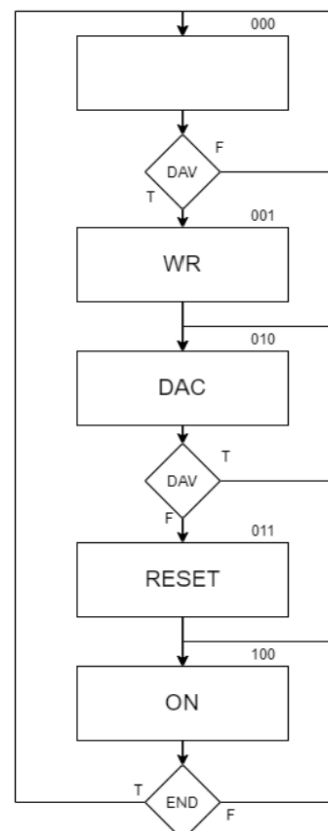 000
F
DAV
T
001
WR
010
DAC
T
DAV
F
011
RESET
100
ON
T
END
F